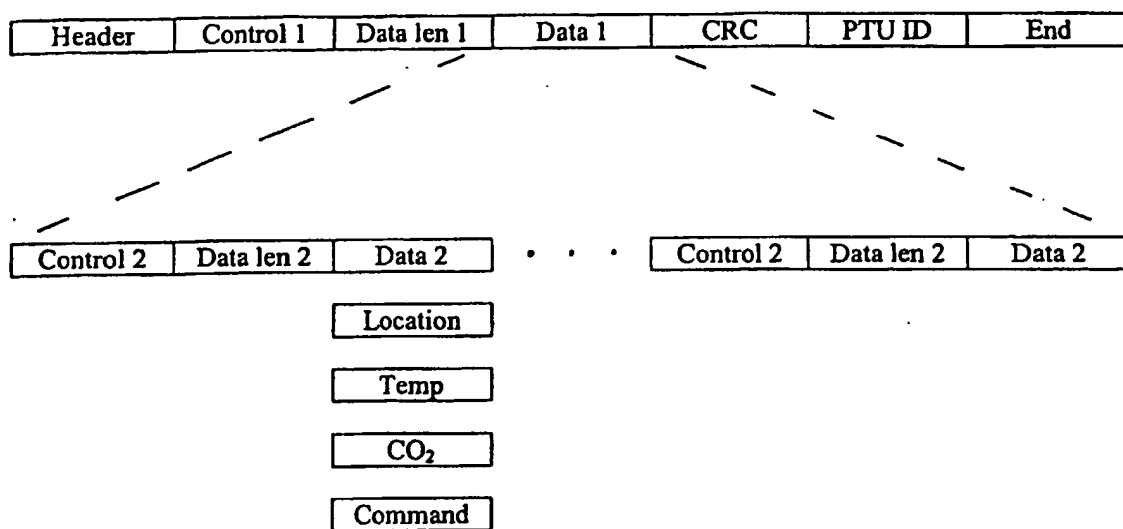 Header Control 1 Data len 1 Data 1 CRC PTU ID End
Control 2 Data len 2 Data 2 . . . Control 2 Data len 2 Data 2
Location
Temp
CO₂
Command